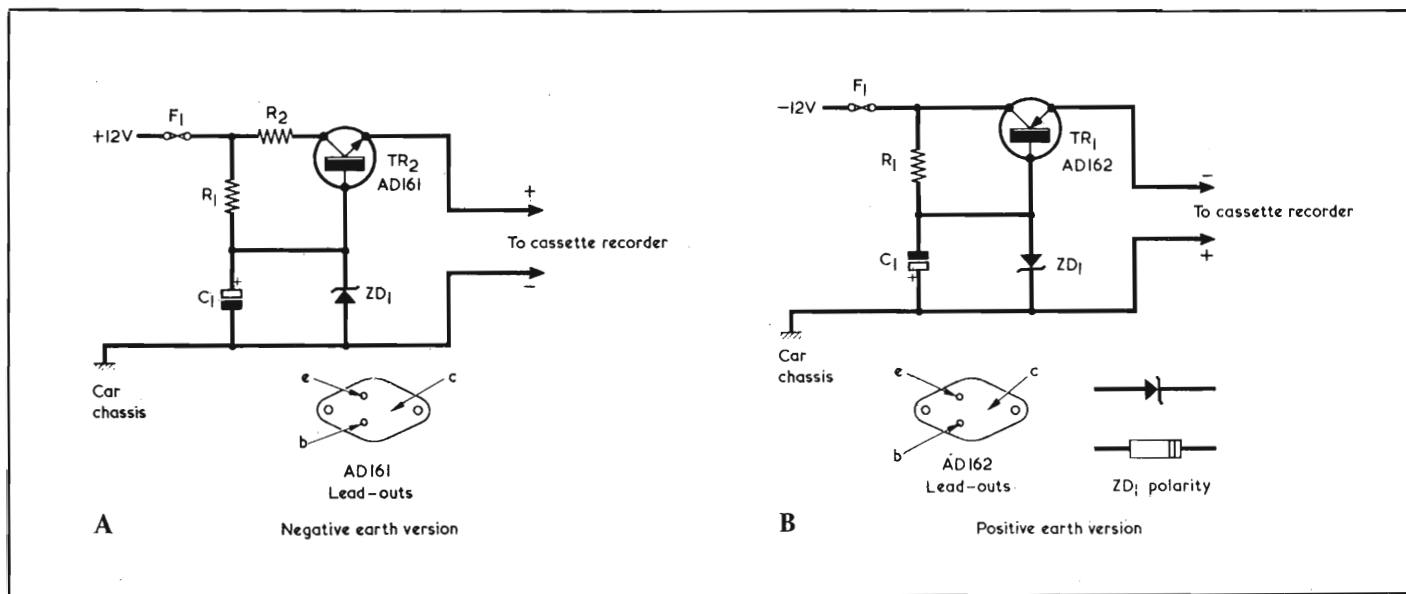 F1
R2
+12V
TR2
AD161
R1
+
To cassette recorder
−
C1
+
ZD1
Car
chassis
e
c
b
AD161
Lead-outs
A
Negative earth version
F1
−12V
TR1
AD162
R1
−
To cassette recorder
+
C1
+
ZD1
Car
chassis
e
c
b
AD162
Lead-outs
ZD1 polarity
B
Positive earth version